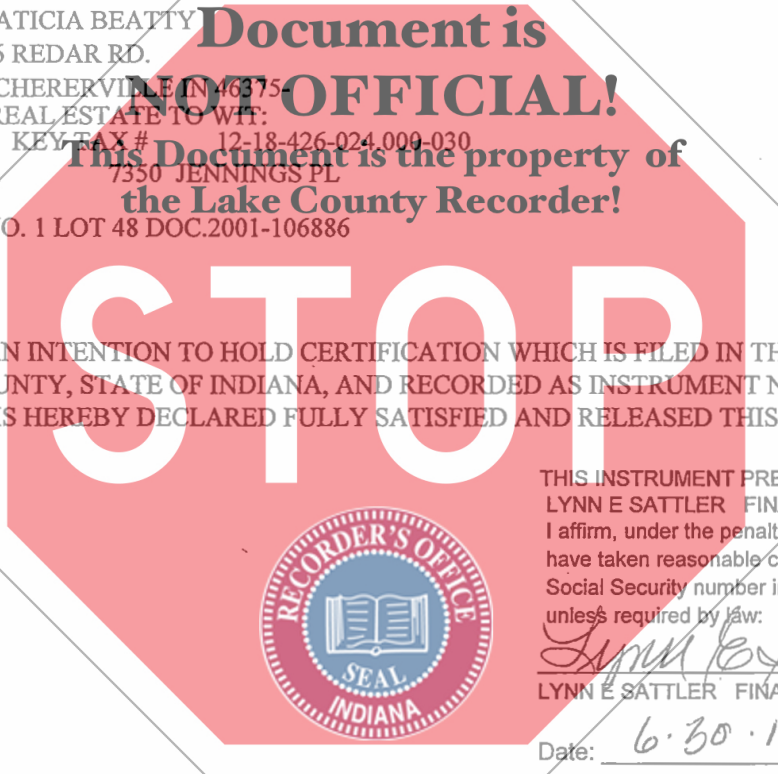 ATICIA BEATTY
Document is
5 REDAR RD.
CHERERVILLE IN 46375-
NOT OFFICIAL!
REAL ESTATE TO WIT:
KEY TAX # 12-18-426-024.000-030
This Document is the property of
7350 JENNINGS PL
the Lake County Recorder!
O. 1 LOT 48 DOC.2001-106886
STOP
N INTENTION TO HOLD CERTIFICATION WHICH IS FILED IN TH
UNTY, STATE OF INDIANA, AND RECORDED AS INSTRUMENT N
S HEREBY DECLARED FULLY SATISFIED AND RELEASED THIS
THIS INSTRUMENT PRE
LYNN E SATTLER FINA
I affirm, under the penalt
have taken reasonable c
Social Security number i
unless required by law:
Lynn E
LYNN E SATTLER FINA
Date: 6.30.1
RECORDER'S OFFICE
SEAL
INDIANA